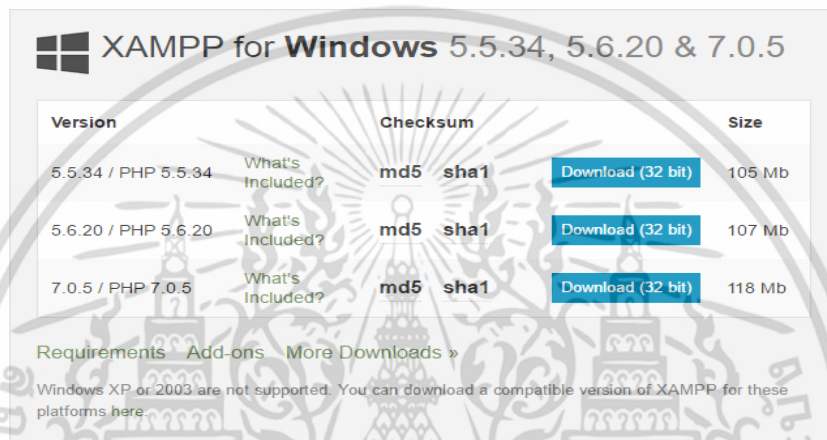 XAMPP for Windows 5.5.34, 5.6.20 & 7.0.5
Version Checksum Size
5.5.34 / PHP 5.5.34 What's Included? md5 sha1 Download (32 bit) 105 Mb
5.6.20 / PHP 5.6.20 What's Included? md5 sha1 Download (32 bit) 107 Mb
7.0.5 / PHP 7.0.5 What's Included? md5 sha1 Download (32 bit) 118 Mb
Requirements Add-ons More Downloads »
Windows XP or 2003 are not supported. You can download a compatible version of XAMPP for these
platforms here.